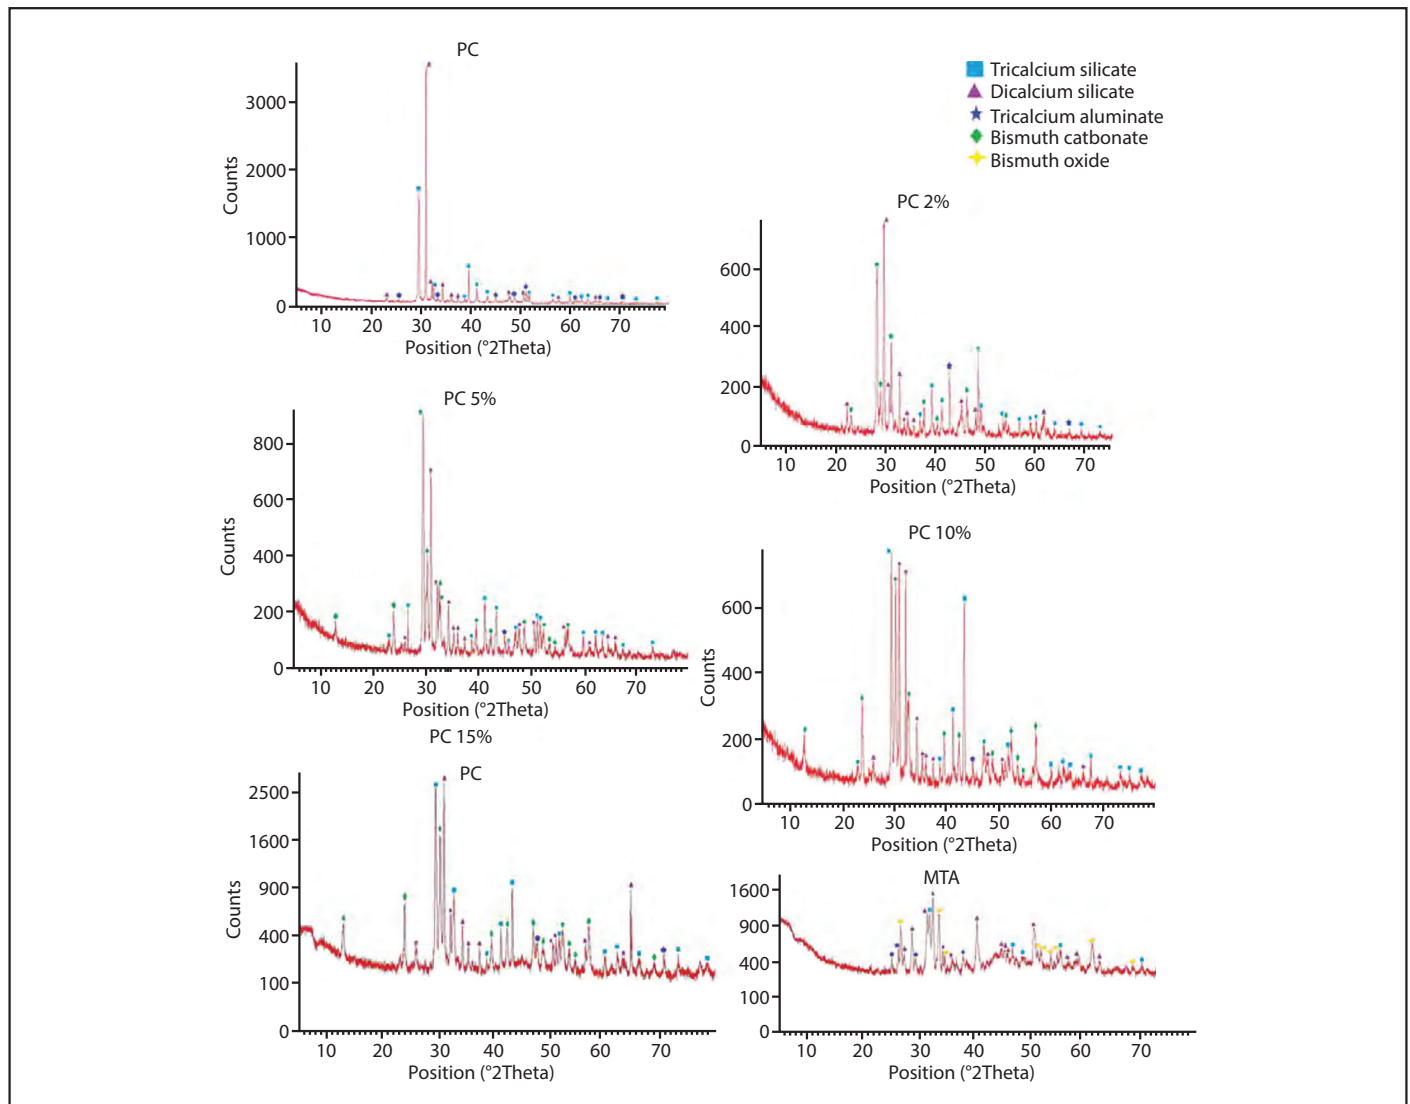 PC
3000
2000
1000
0
Counts
10 20 30 40 50 60 70
Position (°2Theta)
Tricalcium silicate
Dicalcium silicate
Tricalcium aluminate
Bismuth catbonate
Bismuth oxide
PC 2%
600
400
200
0
10 20 30 40 50 60 70
Position (°2Theta)
PC 5%
800
600
400
200
0
Counts
10 20 30 40 50 60 70
Position (°2Theta)
PC 10%
600
400
200
0
Counts
10 20 30 40 50 60 70
Position (°2Theta)
PC 15%
PC
2500
1600
900
400
100
0
Counts
10 20 30 40 50 60 70
Position (°2Theta)
MTA
1600
900
400
100
0
10 20 30 40 50 60 70
Position (°2Theta)